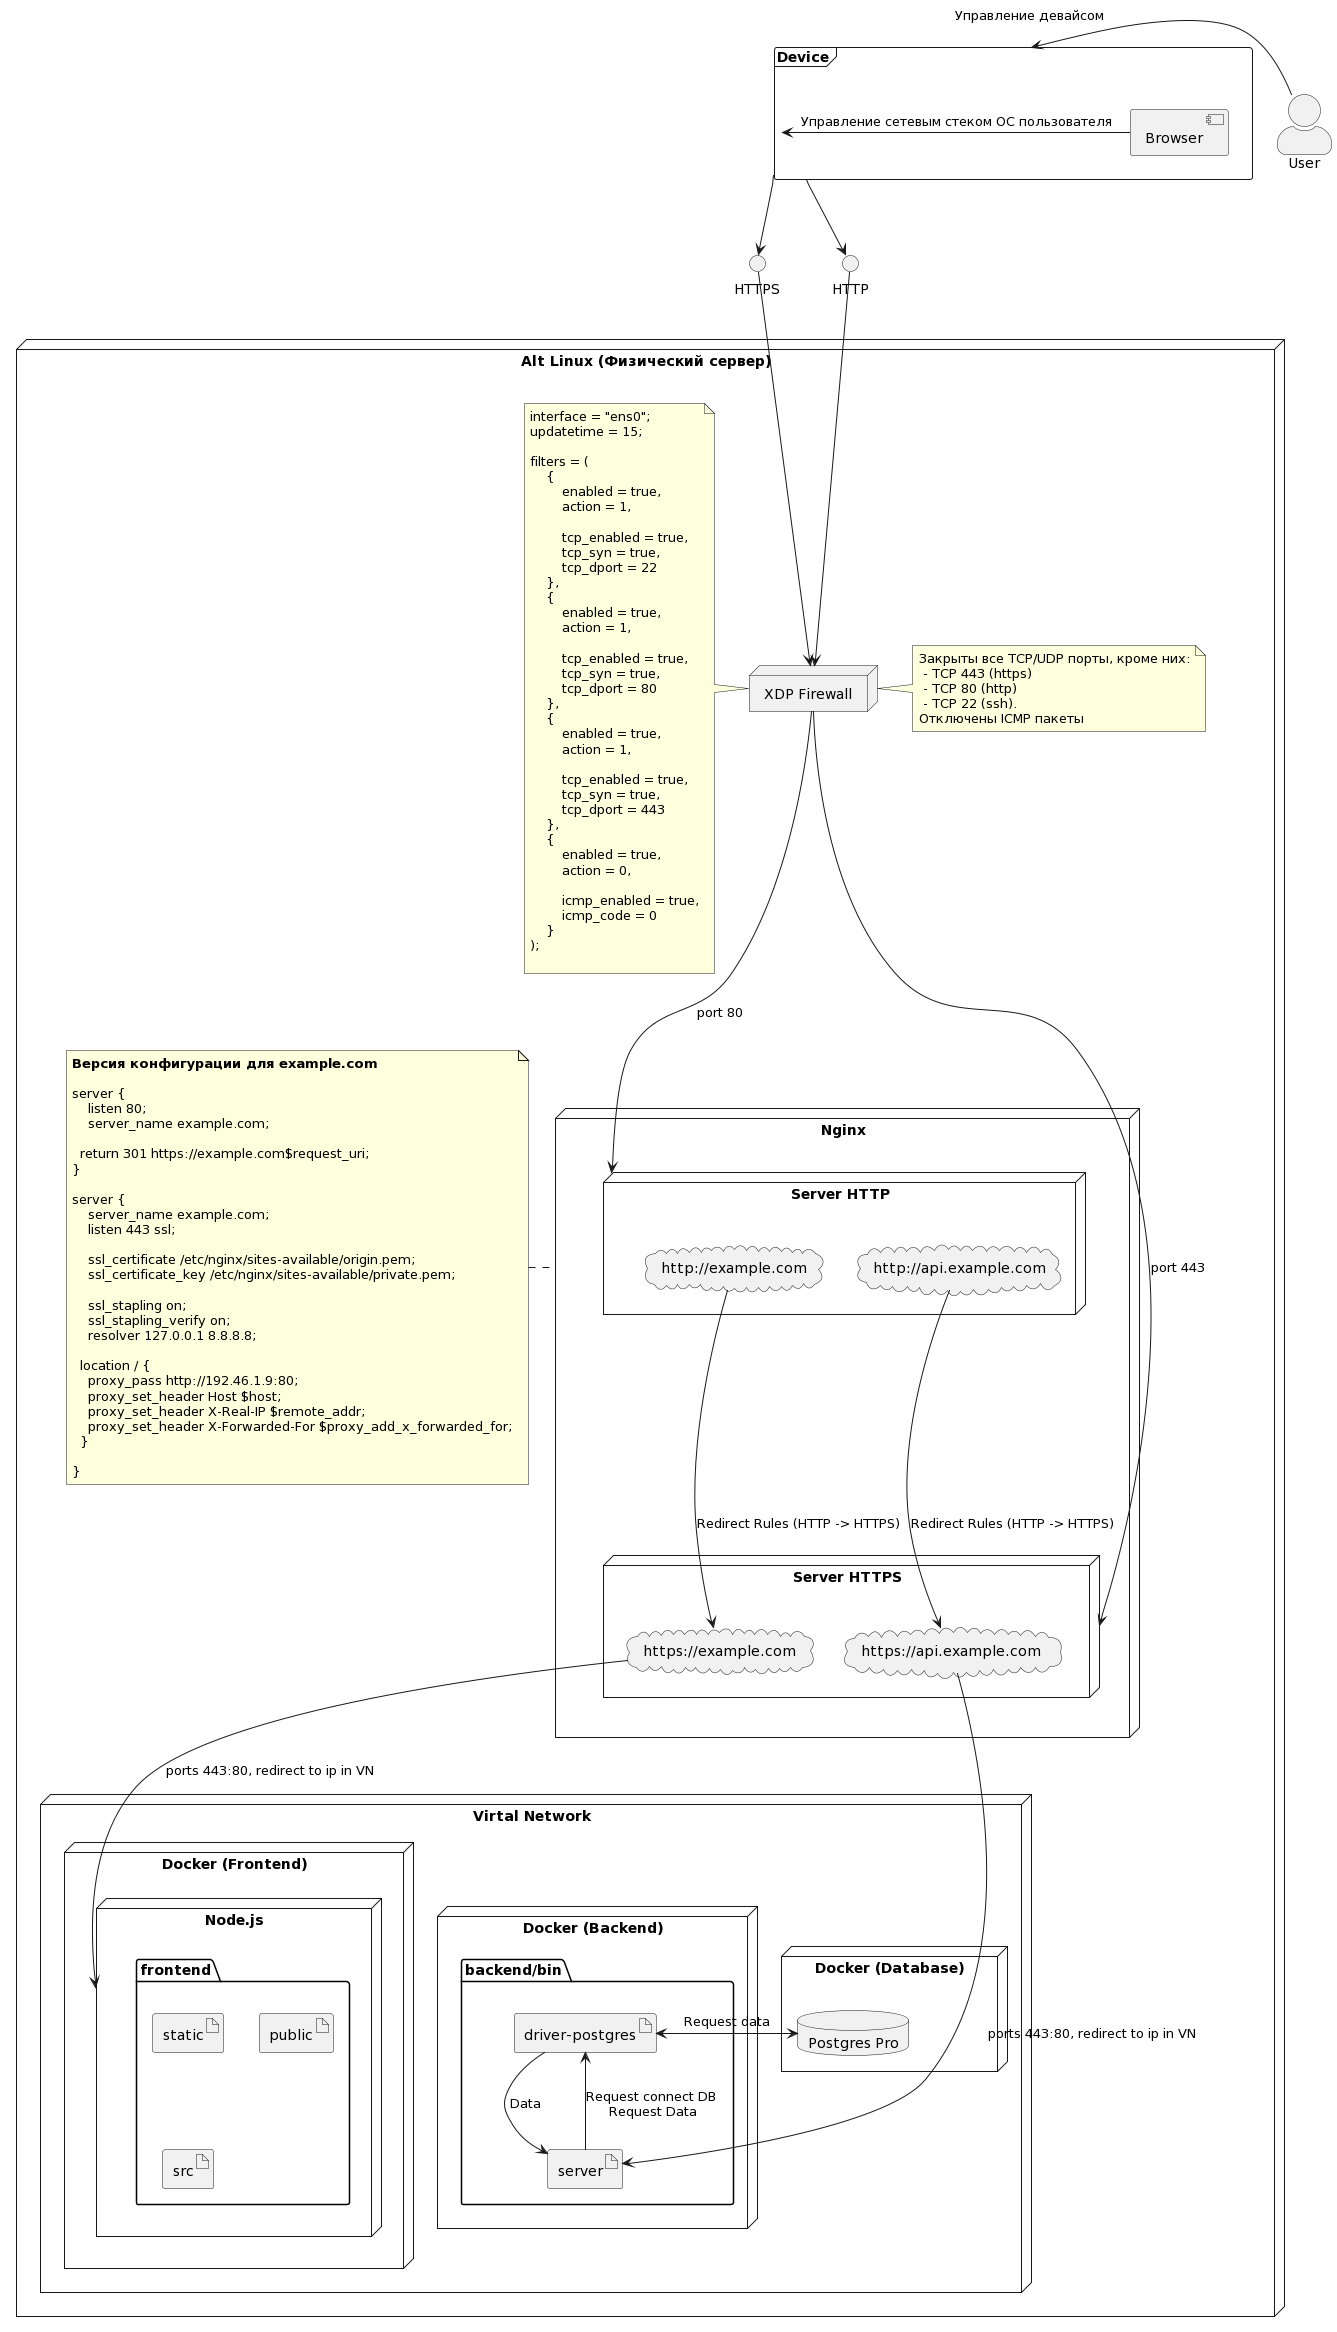 Управление девайсом
Device
Управление сетевым стеком ОС пользователя
Browser
User
HTTPS
HTTP
Alt Linux (Физический сервер)
interface = "ens0";
updatetime = 15;
filters = (
{
enabled = true,
action = 1,
tcp_enabled = true,
tcp_syn = true,
tcp_dport = 22
},
{
enabled = true,
action = 1,
tcp_enabled = true,
tcp_syn = true,
tcp_dport = 80
},
{
enabled = true,
action = 1,
tcp_enabled = true,
tcp_syn = true,
tcp_dport = 443
},
{
enabled = true,
action = 0,
icmp_enabled = true,
icmp_code = 0
}
);
XDP Firewall
Закрыты все TCP/UDP порты, кроме них:
- TCP 443 (https)
- TCP 80 (http)
- TCP 22 (ssh).
Отключены ICMP пакеты
port 80
Версия конфигурации для example.com
server {
listen 80;
server_name example.com;
return 301 https://example.com$request_uri;
}
server {
server_name example.com;
listen 443 ssl;
ssl_certificate /etc/nginx/sites-available/origin.pem;
ssl_certificate_key /etc/nginx/sites-available/private.pem;
ssl_stapling on;
ssl_stapling_verify on;
resolver 127.0.0.1 8.8.8.8;
location / {
proxy_pass http://192.46.1.9:80;
proxy_set_header Host $host;
proxy_set_header X-Real-IP $remote_addr;
proxy_set_header X-Forwarded-For $proxy_add_x_forwarded_for;
}
}
Nginx
Server HTTP
http://example.com
http://api.example.com
port 443
Redirect Rules (HTTP -> HTTPS)
Redirect Rules (HTTP -> HTTPS)
Server HTTPS
https://example.com
https://api.example.com
ports 443:80, redirect to ip in VN
Virtal Network
Docker (Frontend)
Node.js
frontend
static
public
src
Docker (Backend)
backend/bin
driver-postgres
Request data
Data
Request connect DB
Request Data
server
Docker (Database)
Postgres Pro
ports 443:80, redirect to ip in VN